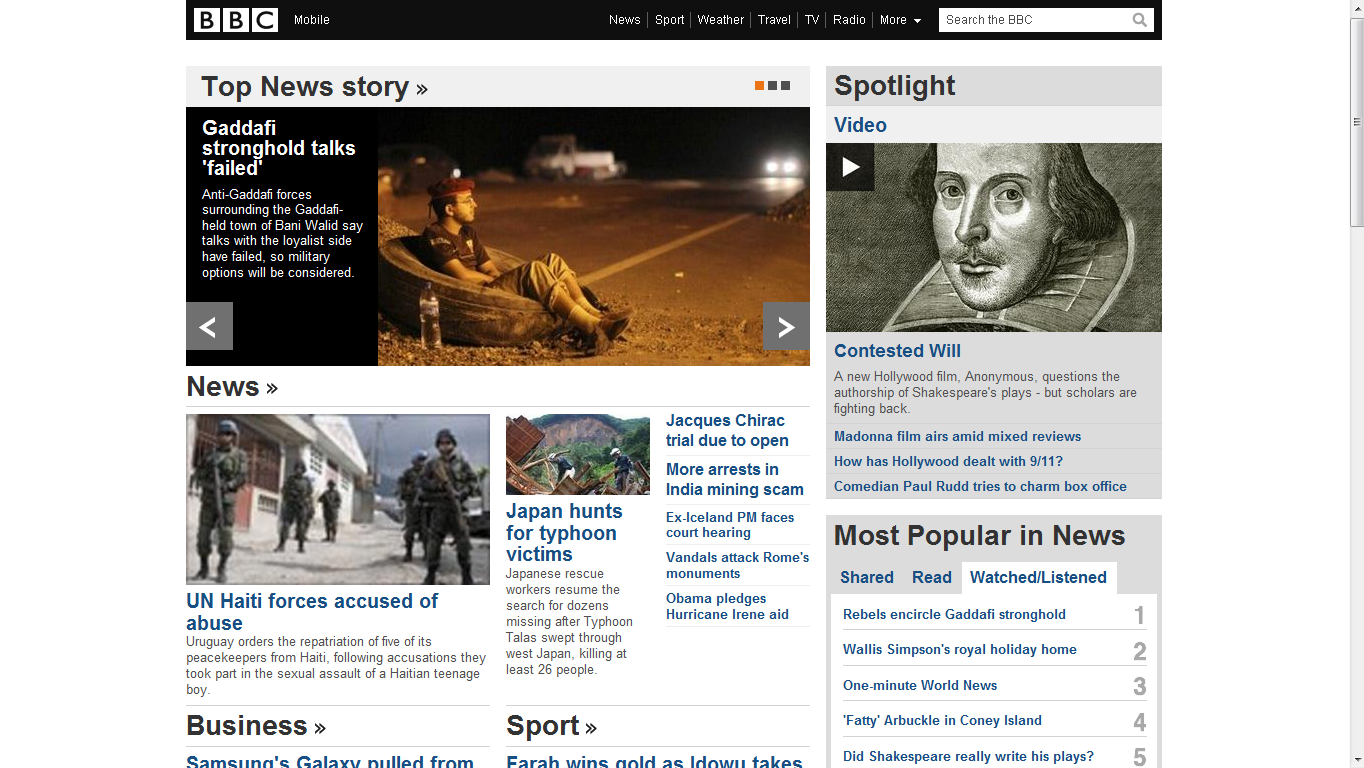 BBC Mobile News Sport Weather Travel TV Radio More Search the BBC
Top News story »
Gaddafi
stronghold talks
'failed'
Anti-Gaddafi forces
surrounding the Gaddafi-
held town of Bani Walid say
talks with the loyalist side
have failed, so military
options will be considered.
News »
UN Haiti forces accused of
abuse
Uruguay orders the repatriation of five of its
peacekeepers from Haiti, following accusations they
took part in the sexual assault of a Haitian teenage
boy.
Japan hunts
for typhoon
victims
Japanese rescue
workers resume the
search for dozens
missing after Typhoon
Talas swept through
west Japan, killing at
least 26 people.
Jacques Chirac
trial due to open
More arrests in
India mining scam
Ex-Iceland PM faces
court hearing
Vandals attack Rome's
monuments
Obama pledges
Hurricane Irene aid
Business »
Samsung's Galaxy pulled from
Sport »
Farah wins gold as Idowu takes
Spotlight
Video
Contested Will
A new Hollywood film, Anonymous, questions the
authorship of Shakespeare's plays - but scholars are
fighting back.
Madonna film airs amid mixed reviews
How has Hollywood dealt with 9/11?
Comedian Paul Rudd tries to charm box office
Most Popular in News
Shared Read Watched/Listened
Rebels encircle Gaddafi stronghold 1
Wallis Simpson's royal holiday home 2
One-minute World News 3
'Fatty' Arbuckle in Coney Island 4
Did Shakespeare really write his plays? 5